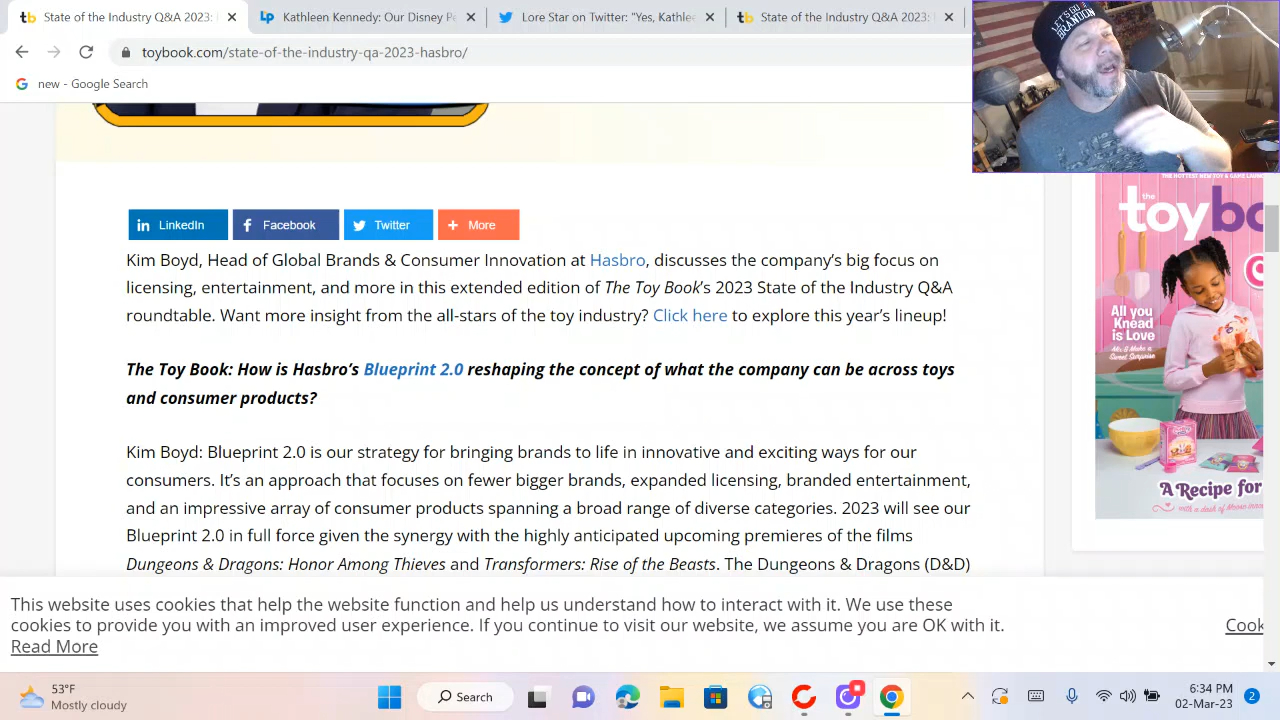 State of the Industry Q&A 2023:
Kathleen Kennedy: Our Disney Pe
Lore Star on Twitter: "Yep Kathlee
State of the Industry Q&A 2023:
toybook.com/state-of-the-industry-qa-2023-hasbro/
new - Google Search
LET'S GO
BRANDON
LinkedIn
Facebook
Twitter
More
Kim Boyd, Head of Global Brands & Consumer Innovation at Hasbro, discusses the company's big focus on
licensing, entertainment, and more in this extended edition of The Toy Book's 2023 State of the Industry Q&A
roundtable. Want more insight from the all-stars of the toy industry? Click here to explore this year's lineup!
The Toy Book: How is Hasbro's Blueprint 2.0 reshaping the concept of what the company can be across toys
and consumer products?
Kim Boyd: Blueprint 2.0 is our strategy for bringing brands to life in innovative and exciting ways for our
consumers. It's an approach that focuses on fewer bigger brands, expanded licensing, branded entertainment,
and an impressive array of consumer products spanning a broad range of diverse categories. 2023 will see our
Blueprint 2.0 in full force given the synergy with the highly anticipated upcoming premieres of the films
Dungeons & Dragons: Honor Among Thieves and Transformers: Rise of the Beasts. The Dungeons & Dragons (D&D)
the
toybo
All you
Knead
is Love
A Recipe for
This website uses cookies that help the website function and help us understand how to interact with it. We use these
cookies to provide you with an improved user experience. If you continue to visit our website, we assume you are OK with it.
Cook
Read More
53°F
Mostly cloudy
Search
6:34 PM
02-Mar-23
2